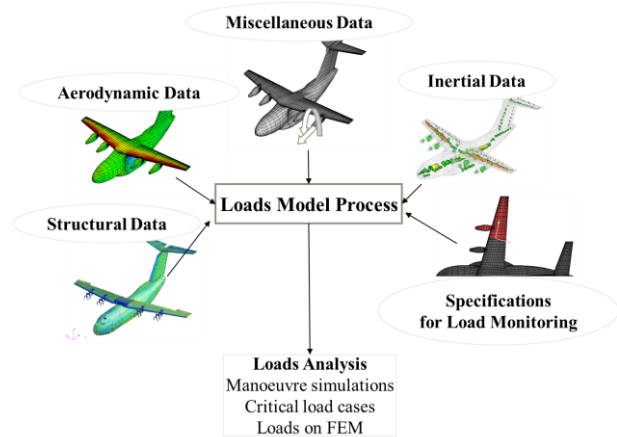 Miscellaneous Data
Aerodynamic Data
Inertial Data
Loads Model Process
Structural Data
Specifications
for Load Monitoring
Loads Analysis
Manoeuvre simulations
Critical load cases
Loads on FEM